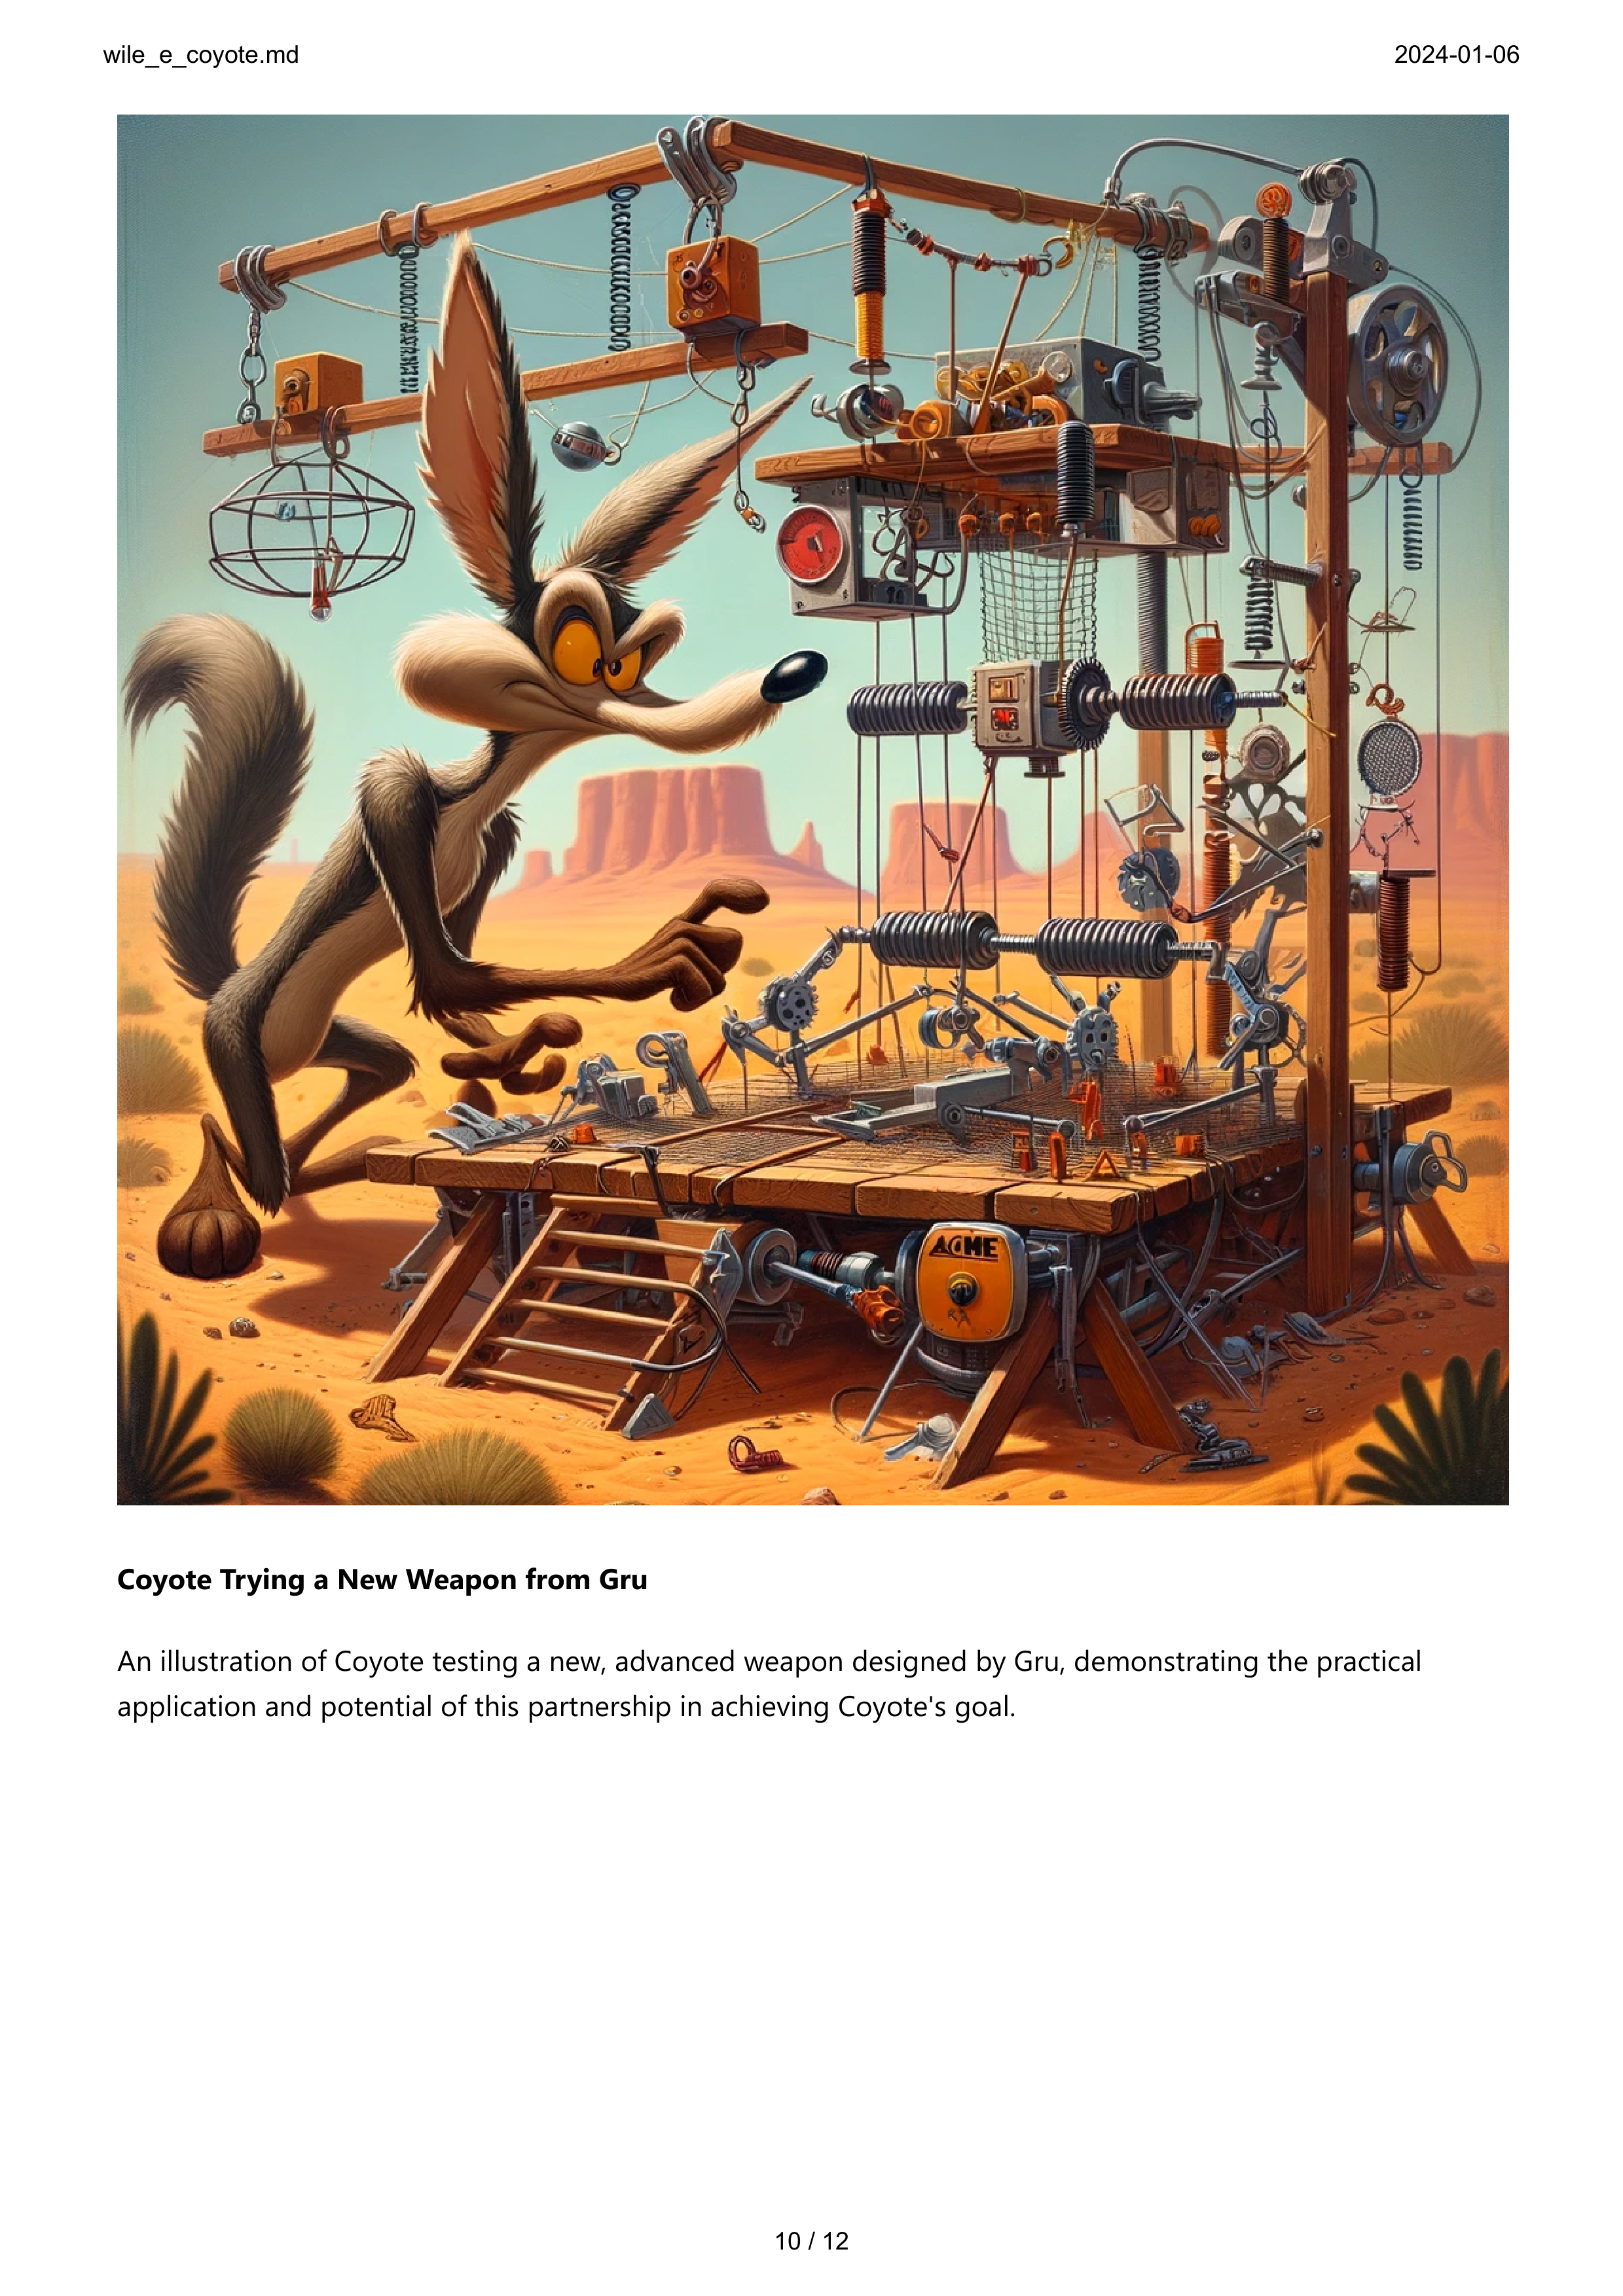 wile_e_coyote.md
2024-01-06
ACME
Coyote Trying a New Weapon from Gru
An illustration of Coyote testing a new, advanced weapon designed by Gru, demonstrating the practical
application and potential of this partnership in achieving Coyote's goal.
10 / 12